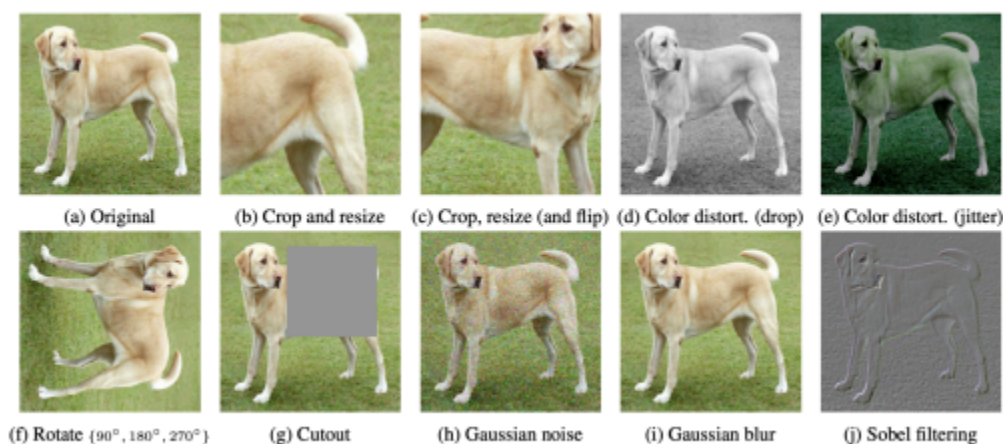 (a) Original
(b) Crop and resize
(c) Crop, resize (and flip)
(d) Color distort. (drop)
(e) Color distort. (jitter)
(f) Rotate {90°, 180°, 270°}
(g) Cutout
(h) Gaussian noise
(i) Gaussian blur
(j) Sobel filtering